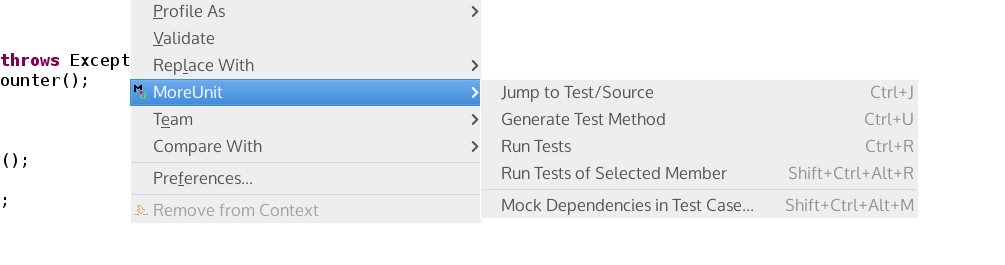 Profile As
Validate
throws Except
Replace With
ounter();
MoreUnit
Jump to Test/Source Ctrl+J
Team
Generate Test Method Ctrl+U
Compare With
Run Tests Ctrl+R
();
Preferences...
Run Tests of Selected Member Shift+Ctrl+Alt+R
;
Remove from Context
Mock Dependencies in Test Case... Shift+Ctrl+Alt+M